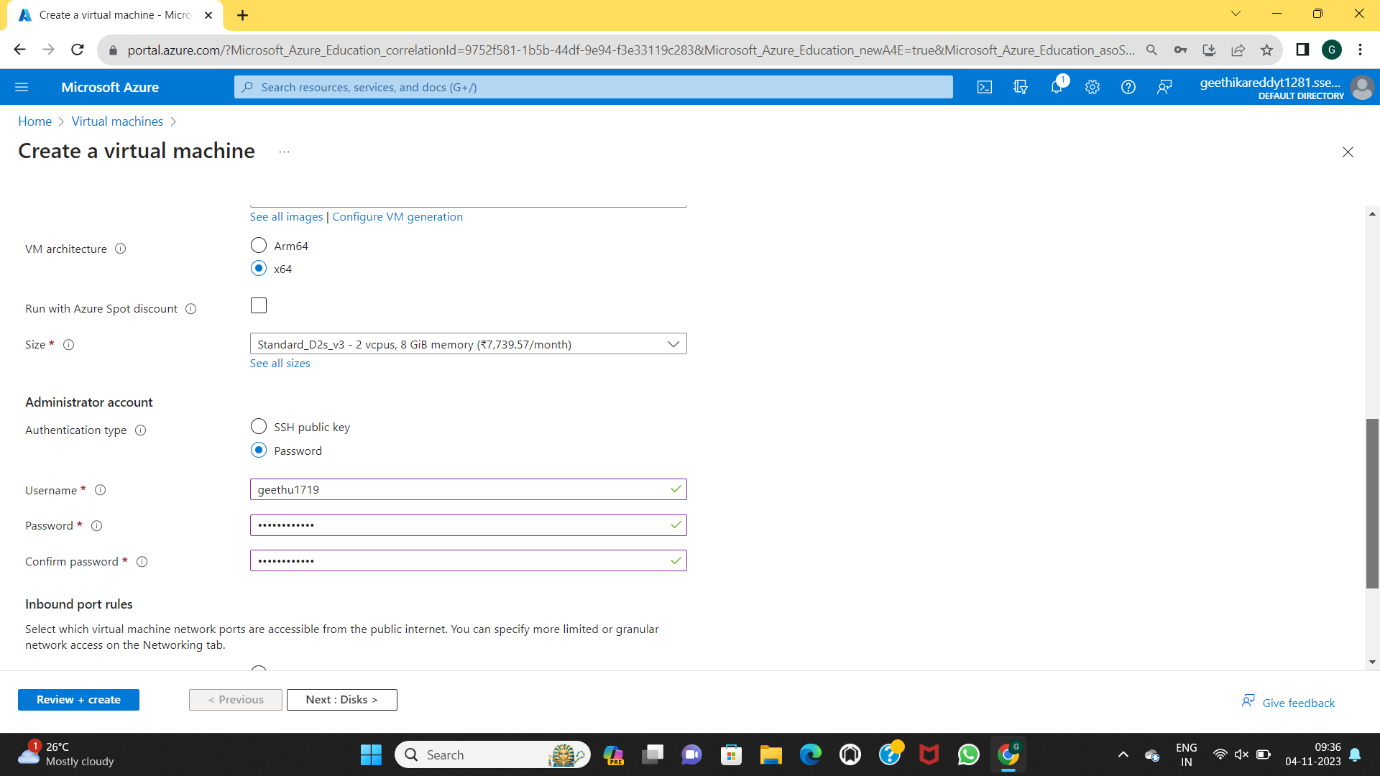 Create a virtual machine - Micro
portal.azure.com/?Microsoft_Azure_Education_correlationId=9752f581-1b5b-44df-9e94-f3e33119c283&Microsoft_Azure_Education_newA4E=true&Microsoft_Azure_Education_asoS...
G
Microsoft Azure
Search resources, services, and docs (G+/)
1
geethikareddyt1281.sse...
DEFAULT DIRECTORY
Home > Virtual machines >
Create a virtual machine ...
See all images | Configure VM generation
VM architecture
Arm64
x64
Run with Azure Spot discount
Size *
Standard_D2s_v3 - 2 vcpus, 8 GiB memory (₹7,739.57/month)
See all sizes
Administrator account
Authentication type
SSH public key
Password
Username *
geethu1719
Password *
••••••••••••
Confirm password *
••••••••••••
Inbound port rules
Select which virtual machine network ports are accessible from the public internet. You can specify more limited or granular
network access on the Networking tab.
Review + create
< Previous
Next : Disks >
Give feedback
1
26°C
Mostly cloudy
Search
PRE
G
ENG
IN
09:36
04-11-2023